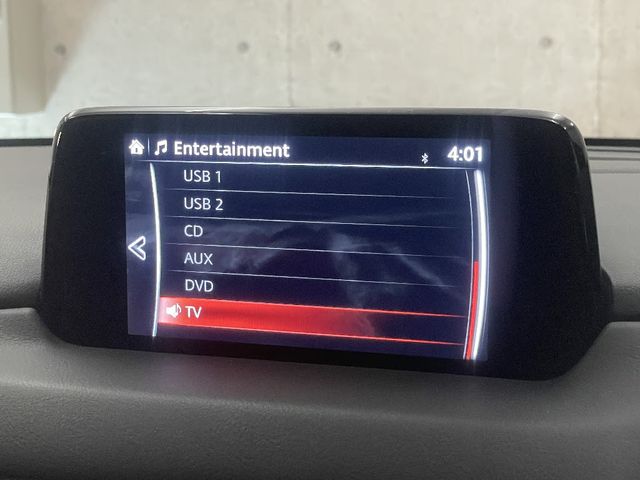 Entertainment 4:01
USB 1
USB 2
CD
AUX
DVD
TV